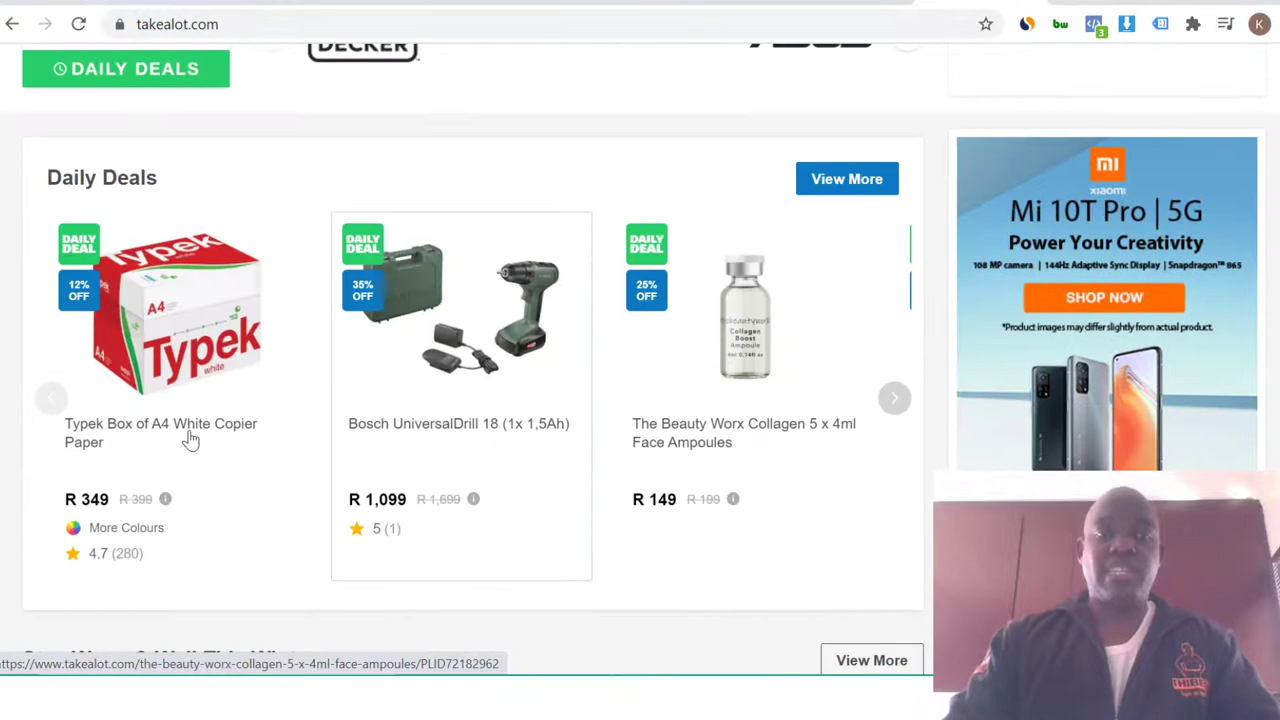 takealot.com
3
K
DECKER
DAILY DEALS
Daily Deals
View More
DAILY
DEAL
12%
OFF
Typek
A4
Typek
white
A4
Typek Box of A4 White Copier
Paper
R 349 R 399
More Colours
4.7 (280)
DAILY
DEAL
35%
OFF
Bosch UniversalDrill 18 (1x 1,5Ah)
R 1,099 R 1,699
5 (1)
DAILY
DEAL
25%
OFF
Collagen
Boost
Ampoule
The Beauty Worx Collagen 5 x 4ml
Face Ampoules
R 149 R 199
mi
xiaomi
Mi 10T Pro | 5G
Power Your Creativity
108 MP camera | 144Hz Adaptive Sync Display | Snapdragon™ 865
SHOP NOW
*Product images may differ slightly from actual product.
View More
https://www.takealot.com/the-beauty-worx-collagen-5-x-4ml-face-ampoules/PLID72182962